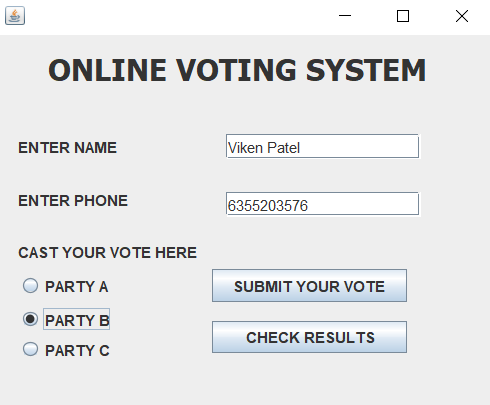 ONLINE VOTING SYSTEM
ENTER NAME Viken Patel
ENTER PHONE 6355203576
CAST YOUR VOTE HERE
PARTY A SUBMIT YOUR VOTE
PARTY B
CHECK RESULTS
PARTY C